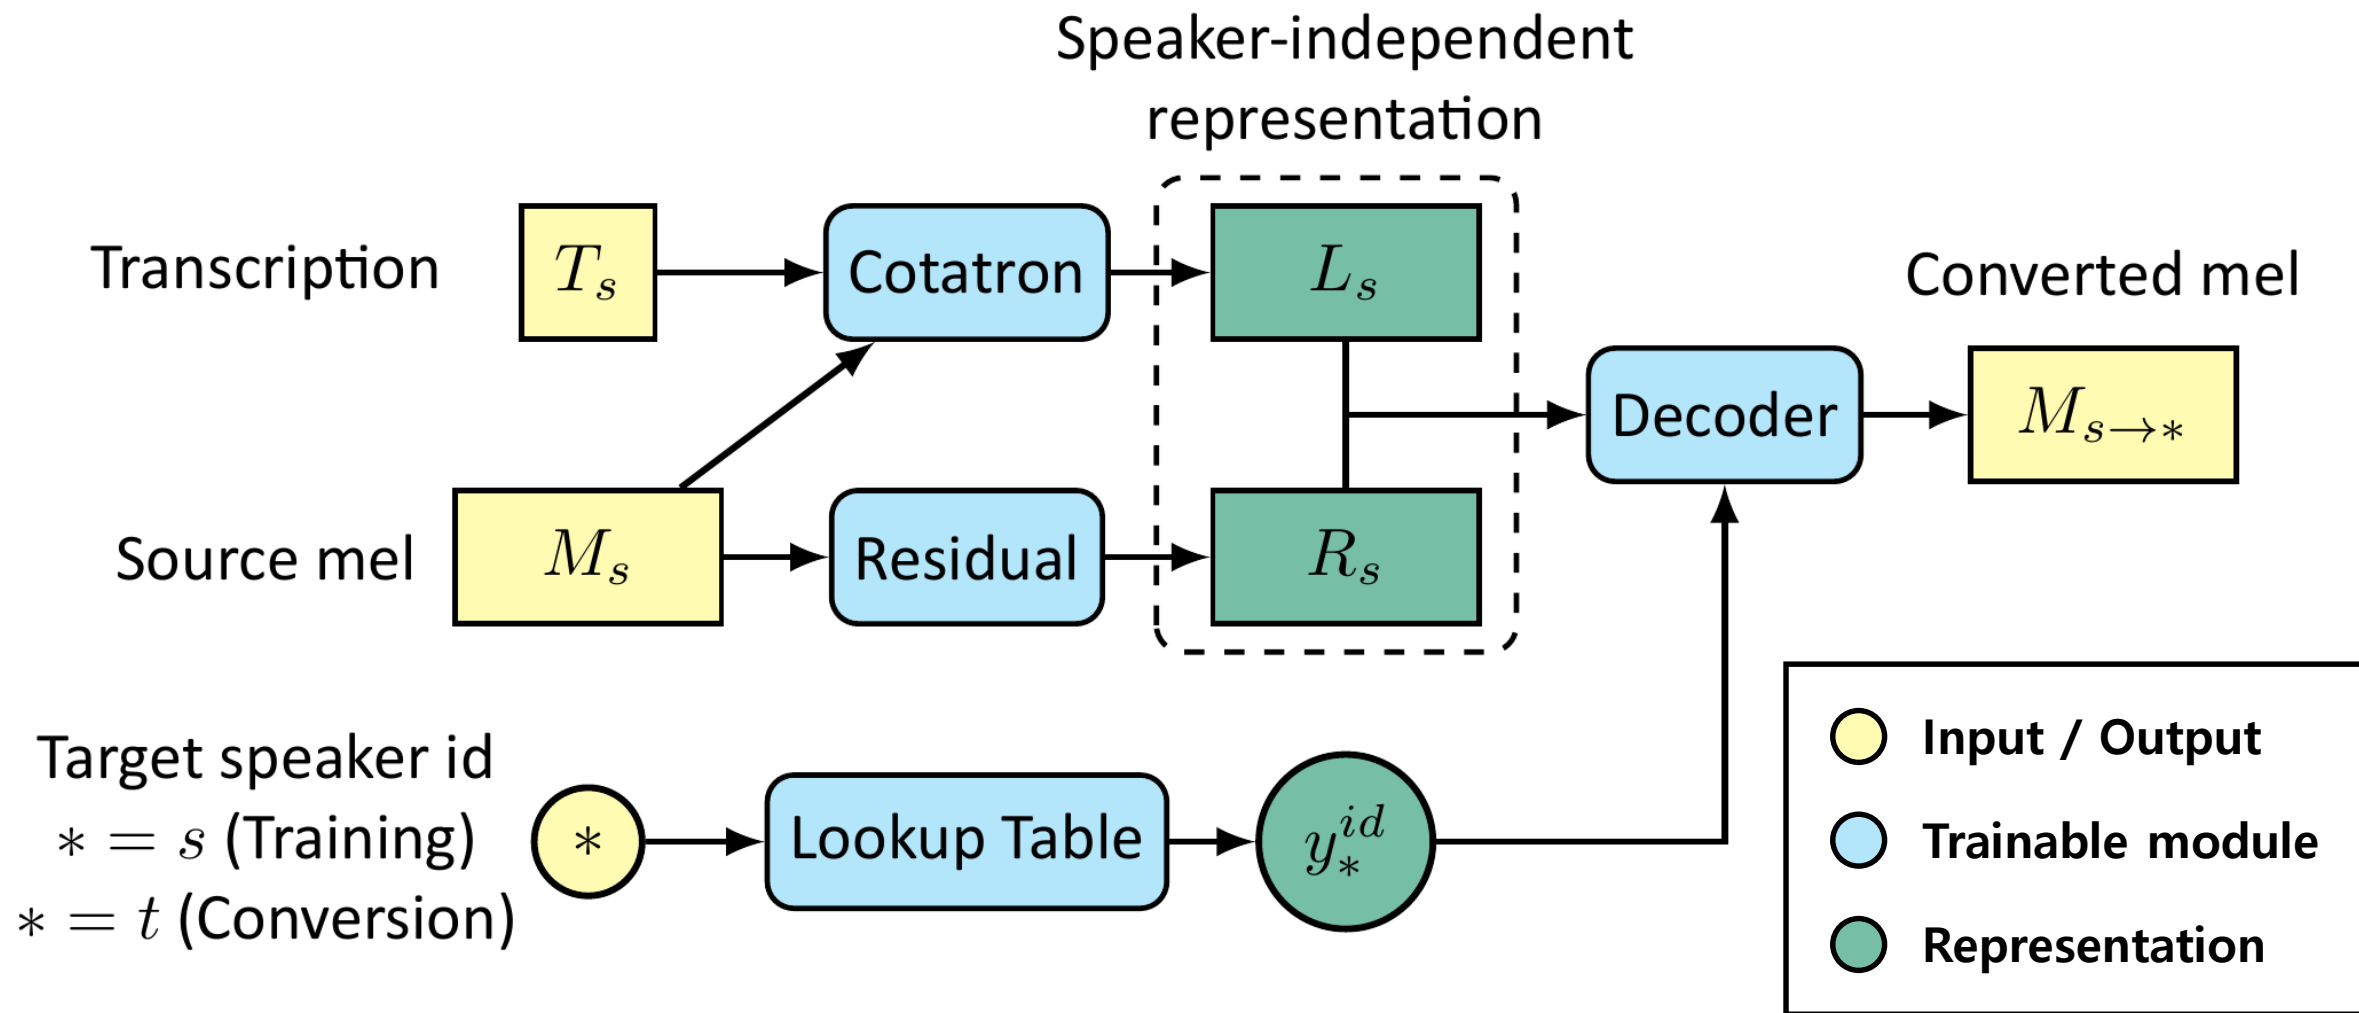 Speaker-independent
representation
Transcription
T_s
Cotatron
L_s
Converted mel
Decoder
M_{s→*}
Source mel
M_s
Residual
R_s
Target speaker id
* = s (Training)
* = t (Conversion)
*
Lookup Table
y_*^{id}
Input / Output
Trainable module
Representation